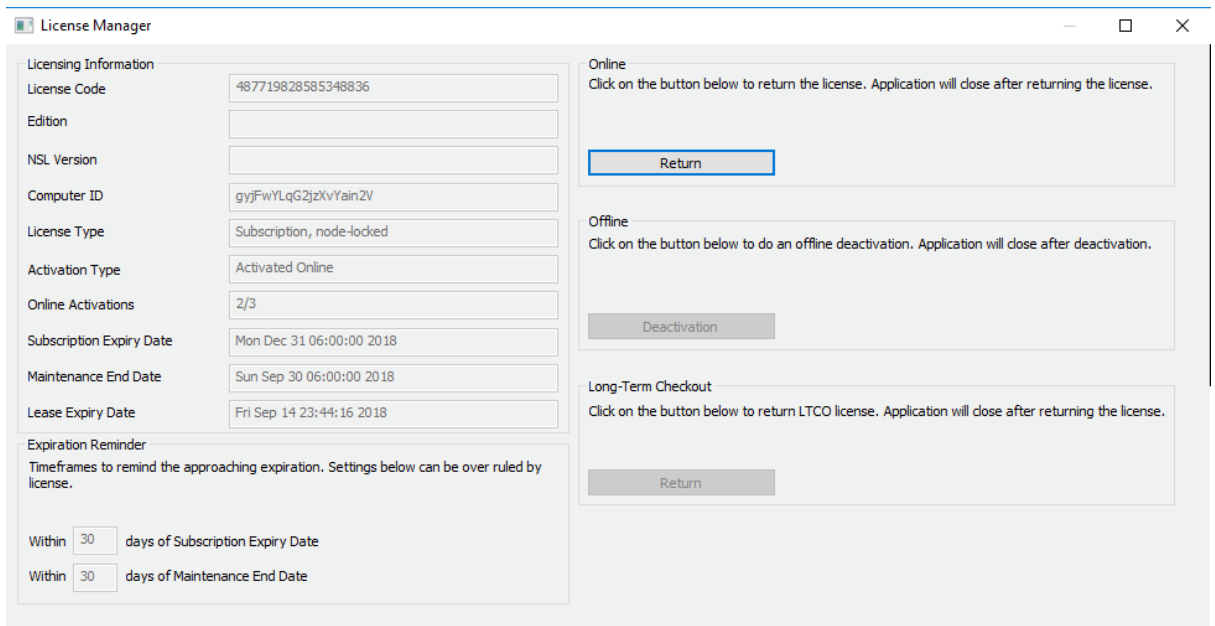 License Manager
Licensing Information
License Code 487719828585348836
Edition
NSL Version
Computer ID gyjFwYLqG2jzXvYain2V
License Type Subscription, node-locked
Activation Type Activated Online
Online Activations 2/3
Subscription Expiry Date Mon Dec 31 06:00:00 2018
Maintenance End Date Sun Sep 30 06:00:00 2018
Lease Expiry Date Fri Sep 14 23:44:16 2018
Expiration Reminder
Timeframes to remind the approaching expiration. Settings below can be over ruled by
license.
Within 30 days of Subscription Expiry Date
Within 30 days of Maintenance End Date
Online
Click on the button below to return the license. Application will close after returning the license.
Return
Offline
Click on the button below to do an offline deactivation. Application will close after deactivation.
Deactivation
Long-Term Checkout
Click on the button below to return LTCO license. Application will close after returning the license.
Return